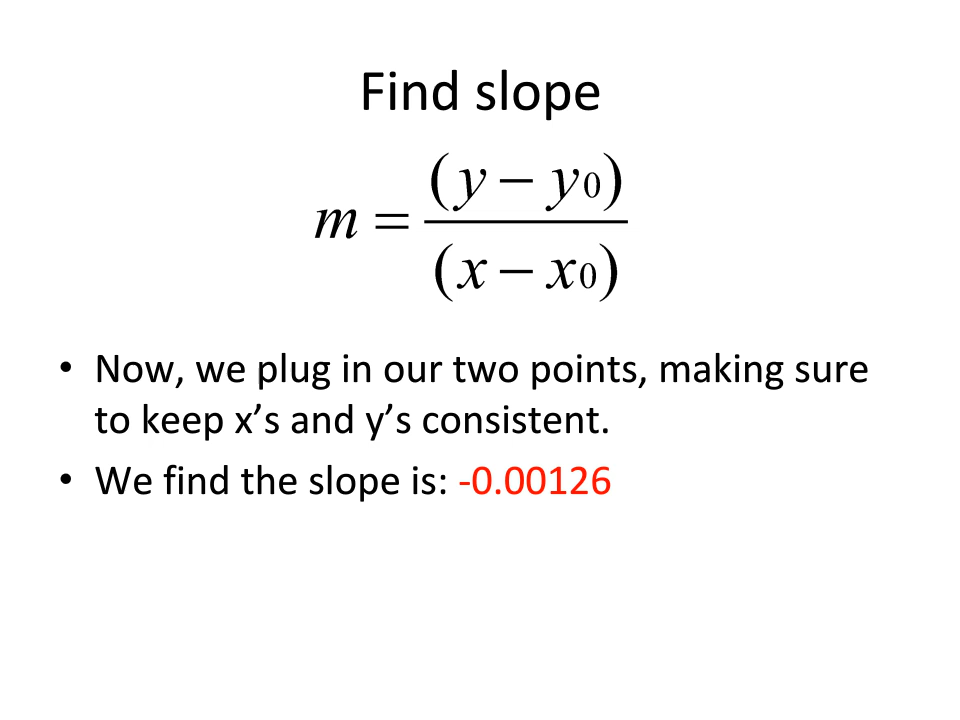 Find slope
m = (y − y0)
(x − x0)
• Now, we plug in our two points, making sure
to keep x’s and y’s consistent.
• We find the slope is: -0.00126